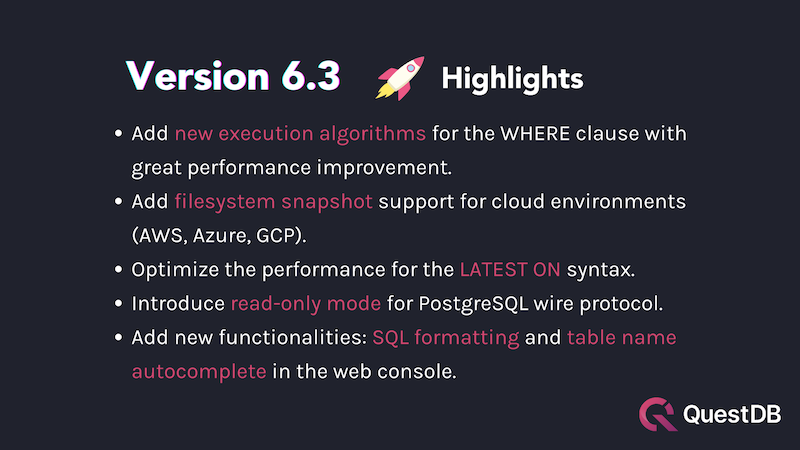 Version 6.3 Highlights
• Add new execution algorithms for the WHERE clause with
great performance improvement.
• Add filesystem snapshot support for cloud environments
(AWS, Azure, GCP).
• Optimize the performance for the LATEST ON syntax.
• Introduce read-only mode for PostgreSQL wire protocol.
• Add new functionalities: SQL formatting and table name
autocomplete in the web console.
QuestDB